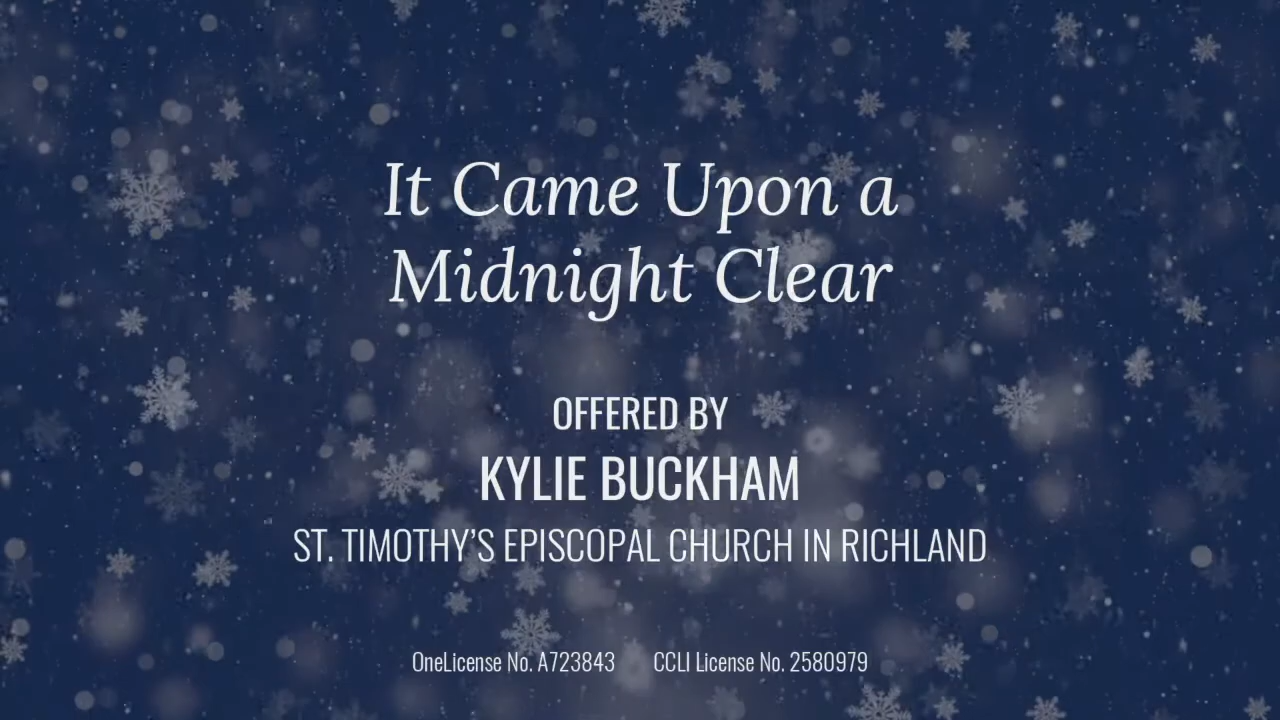 It Came Upon a
Midnight Clear
OFFERED BY
KYLIE BUCKHAM
ST. TIMOTHY’S EPISCOPAL CHURCH IN RICHLAND
OneLicense No. A723843 CCLI License No. 2580979